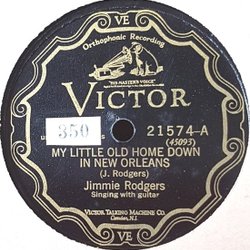 VE
Orthophonic Recording
"HIS MASTER'S VOICE"
VICTOR
350
21574-A
(45093)
MY LITTLE OLD HOME DOWN
IN NEW ORLEANS
(J. Rodgers)
Jimmie Rodgers
Singing with guitar
VICTOR TALKING MACHINE CO.
Camden, N.J.
VE